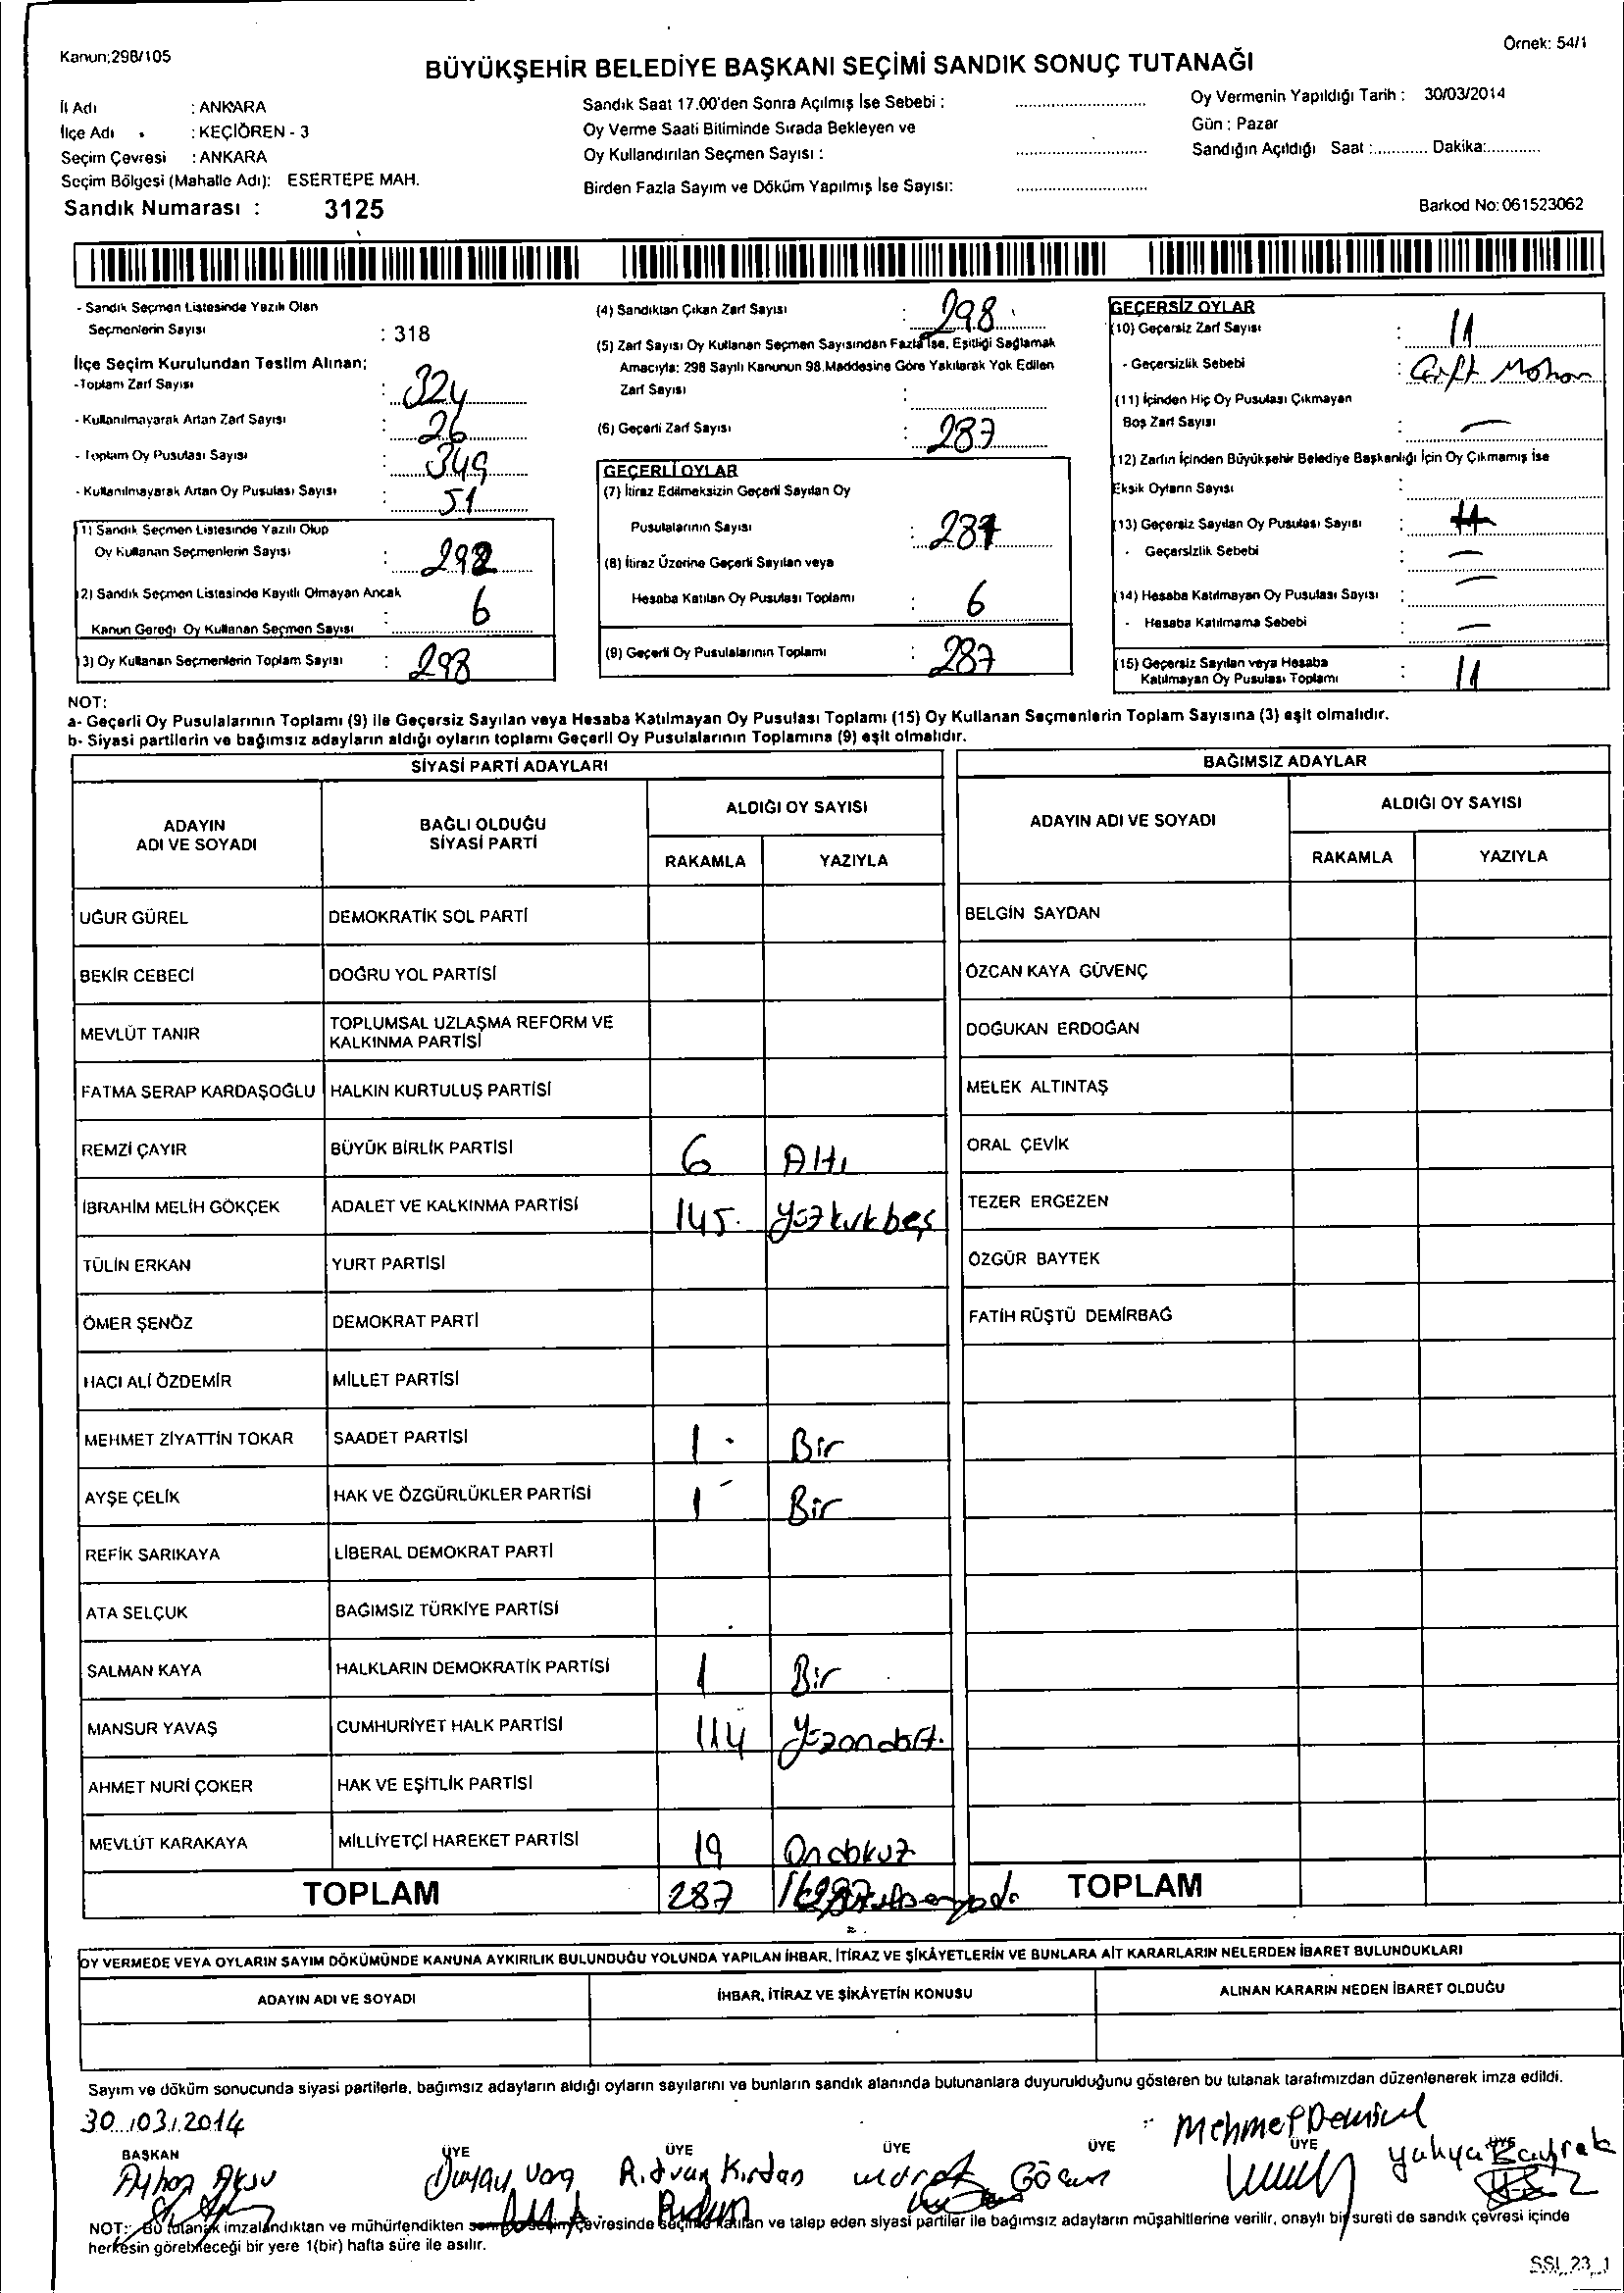 Kanun;298/105
Örnek: 54/1
BÜYÜKŞEHİR BELEDİYE BAŞKANI SEÇİMİ SANDIK SONUÇ TUTANAĞI
İl Adı : ANKARA
İlçe Adı : KEÇİÖREN - 3
Seçim Çevresi : ANKARA
Seçim Bölgesi (Mahalle Adı): ESERTEPE MAH.
Sandık Numarası : 3125
Sandık Saat 17.00'den Sonra Açılmış İse Sebebi :
Oy Verme Saati Bitiminde Sırada Bekleyen ve
Oy Kullandırılan Seçmen Sayısı :
Birden Fazla Sayım ve Döküm Yapılmış İse Sayısı:
Oy Vermenin Yapıldığı Tarih : 30/03/2014
Gün : Pazar
Sandığın Açıldığı Saat :............ Dakika:............
Barkod No: 061523062
- Sandık Seçmen Listesinde Yazılı Olan
Seçmenlerin Sayısı : 318
İlçe Seçim Kurulundan Teslim Alınan;
-Toplam Zarf Sayısı : 324
- Kullanılmayarak Artan Zarf Sayısı : 26
- Toplam Oy Pusulası Sayısı : 349
- Kullanılmayarak Artan Oy Pusulası Sayısı : 51
(1) Sandık Seçmen Listesinde Yazılı Olup
Oy Kullanan Seçmenlerin Sayısı : 292
(2) Sandık Seçmen Listesinde Kayıtlı Olmayan Ancak
Kanun Gereği Oy Kullanan Seçmen Sayısı : 6
(3) Oy Kullanan Seçmenlerin Toplam Sayısı : 298
(4) Sandıktan Çıkan Zarf Sayısı : 298
(5) Zarf Sayısı Oy Kullanan Seçmen Sayısından Fazla İse, Eşitliği Sağlamak
Amacıyla: 298 Sayılı Kanunun 98.Maddesine Göre Yakılarak Yok Edilen
Zarf Sayısı :
(6) Geçerli Zarf Sayısı : 287
GEÇERLİ OYLAR
(7) İtiraz Edilmeksizin Geçerli Sayılan Oy
Pusulalarının Sayısı : 287
(8) İtiraz Üzerine Geçerli Sayılan veya
Hesaba Katılan Oy Pusulası Toplamı : 6
(9) Geçerli Oy Pusulalarının Toplamı : 287
GEÇERSİZ OYLAR
(10) Geçersiz Zarf Sayısı : 11
- Geçersizlik Sebebi :
(11) İçinden Hiç Oy Pusulası Çıkmayan
Boş Zarf Sayısı : —
(12) Zarfın İçinden Büyükşehir Belediye Başkanlığı İçin Oy Çıkmamış İse
Eksik Oyların Sayısı :
(13) Geçersiz Sayılan Oy Pusulası Sayısı :
- Geçersizlik Sebebi : —
(14) Hesaba Katılmayan Oy Pusulası Sayısı : —
- Hesaba Katılmama Sebebi : —
(15) Geçersiz Sayılan veya Hesaba
Katılmayan Oy Pusulası Toplamı : 11
NOT:
a- Geçerli Oy Pusulalarının Toplamı (9) ile Geçersiz Sayılan veya Hesaba Katılmayan Oy Pusulası Toplamı (15) Oy Kullanan Seçmenlerin Toplam Sayısına (3) eşit olmalıdır.
b- Siyasi partilerin ve bağımsız adayların aldığı oyların toplamı Geçerli Oy Pusulalarının Toplamına (9) eşit olmalıdır.
SİYASİ PARTİ ADAYLARI
ADAYIN
ADI VE SOYADI
BAĞLI OLDUĞU
SİYASİ PARTİ
ALDIĞI OY SAYISI
RAKAMLA YAZIYLA
UĞUR GÜREL DEMOKRATİK SOL PARTİ
BEKİR CEBECİ DOĞRU YOL PARTİSİ
MEVLÜT TANIR TOPLUMSAL UZLAŞMA REFORM VE
KALKINMA PARTİSİ
FATMA SERAP KARDAŞOĞLU HALKIN KURTULUŞ PARTİSİ
REMZİ ÇAYIR BÜYÜK BİRLİK PARTİSİ 6 Altı
İBRAHİM MELİH GÖKÇEK ADALET VE KALKINMA PARTİSİ 145. yüzkırkbeş
TÜLİN ERKAN YURT PARTİSİ
ÖMER ŞENÖZ DEMOKRAT PARTİ
HACI ALİ ÖZDEMİR MİLLET PARTİSİ
MEHMET ZİYATTİN TOKAR SAADET PARTİSİ 1 Bir
AYŞE ÇELİK HAK VE ÖZGÜRLÜKLER PARTİSİ 1 Bir
REFİK SARIKAYA LİBERAL DEMOKRAT PARTİ
ATA SELÇUK BAĞIMSIZ TÜRKİYE PARTİSİ
SALMAN KAYA HALKLARIN DEMOKRATİK PARTİSİ 1 Bir
MANSUR YAVAŞ CUMHURİYET HALK PARTİSİ 114 yüzondört.
AHMET NURİ ÇOKER HAK VE EŞİTLİK PARTİSİ
MEVLÜT KARAKAYA MİLLİYETÇİ HAREKET PARTİSİ 19 Ondokuz
TOPLAM 287
BAĞIMSIZ ADAYLAR
ADAYIN ADI VE SOYADI
ALDIĞI OY SAYISI
RAKAMLA YAZIYLA
BELGİN SAYDAN
ÖZCAN KAYA GÜVENÇ
DOĞUKAN ERDOĞAN
MELEK ALTINTAŞ
ORAL ÇEVİK
TEZER ERGEZEN
ÖZGÜR BAYTEK
FATİH RÜŞTÜ DEMİRBAĞ
TOPLAM
OY VERMEDE VEYA OYLARIN SAYIM DÖKÜMÜNDE KANUNA AYKIRILIK BULUNDUĞU YOLUNDA YAPILAN İHBAR, İTİRAZ VE ŞİKÂYETLERİN VE BUNLARA AİT KARARLARIN NELERDEN İBARET BULUNDUKLARI
ADAYIN ADI VE SOYADI İHBAR, İTİRAZ VE ŞİKÂYETİN KONUSU ALINAN KARARIN NEDEN İBARET OLDUĞU
Sayım ve döküm sonucunda siyasi partilerle, bağımsız adayların aldığı oyların sayılarını ve bunların sandık alanında bulunanlara duyurulduğunu gösteren bu tutanak tarafımızdan düzenlenerek imza edildi.
30.../03/.2014
BAŞKAN ÜYE ÜYE ÜYE ÜYE ÜYE ÜYE
Ayhan Aksu
Rıdvan Kırdan
Mehmet
Yahya Bayrak
NOT: Bu tutanak imzalandıktan ve mühürlendikten sonra seçim çevresinde seçime katılan ve talep eden siyasi partiler ile bağımsız adayların müşahitlerine verilir, onaylı bir sureti de sandık çevresi içinde
herkesin görebileceği bir yere 1(bir) hafta süre ile asılır.
SSI_23_1